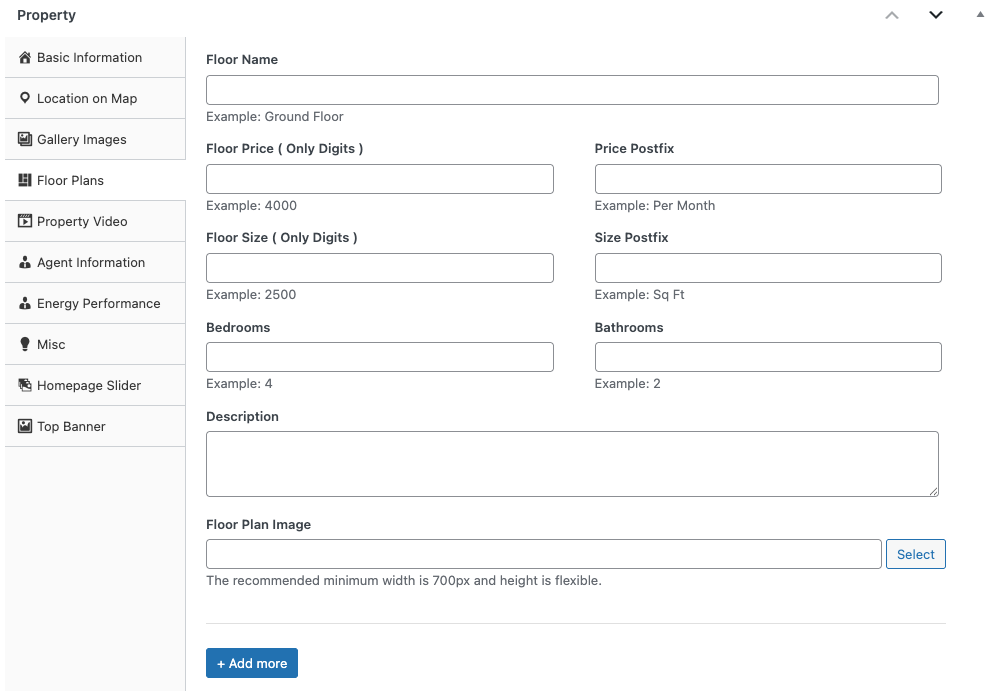 Property
Basic Information
Location on Map
Gallery Images
Floor Plans
Property Video
Agent Information
Energy Performance
Misc
Homepage Slider
Top Banner
Floor Name
Example: Ground Floor
Floor Price ( Only Digits )
Price Postfix
Example: 4000
Example: Per Month
Floor Size ( Only Digits )
Size Postfix
Example: 2500
Example: Sq Ft
Bedrooms
Bathrooms
Example: 4
Example: 2
Description
Floor Plan Image
Select
The recommended minimum width is 700px and height is flexible.
+ Add more